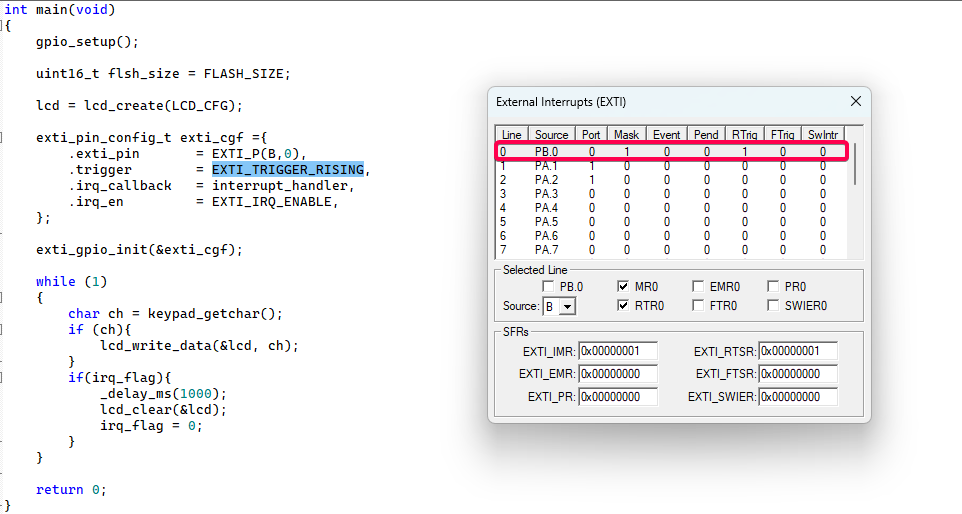 int main(void)
{
gpio_setup();
uint16_t flsh_size = FLASH_SIZE;
lcd = lcd_create(LCD_CFG);
exti_pin_config_t exti_cgf ={
.exti_pin = EXTI_P(B,0),
.trigger = EXTI_TRIGGER_RISING,
.irq_callback = interrupt_handler,
.irq_en = EXTI_IRQ_ENABLE,
};
exti_gpio_init(&exti_cgf);
while (1)
{
char ch = keypad_getchar();
if (ch){
lcd_write_data(&lcd, ch);
}
if(irq_flag){
_delay_ms(1000);
lcd_clear(&lcd);
irq_flag = 0;
}
}
return 0;
}
External Interrupts (EXTI)
Line Source Port Mask Event Pend RTrig FTrig SwIntr
0 PB.0 0 1 0 0 1 0 0
1 PA.1 1 0 0 0 0 0 0
2 PA.2 1 0 0 0 0 0 0
3 PA.3 0 0 0 0 0 0 0
4 PA.4 0 0 0 0 0 0 0
5 PA.5 0 0 0 0 0 0 0
6 PA.6 0 0 0 0 0 0 0
7 PA.7 0 0 0 0 0 0 0
Selected Line
PB.0 MR0 EMR0 PR0
Source: B RTR0 FTR0 SWIER0
SFRs
EXTI_IMR: 0x00000001 EXTI_RTSR: 0x00000001
EXTI_EMR: 0x00000000 EXTI_FTSR: 0x00000000
EXTI_PR: 0x00000000 EXTI_SWIER: 0x00000000